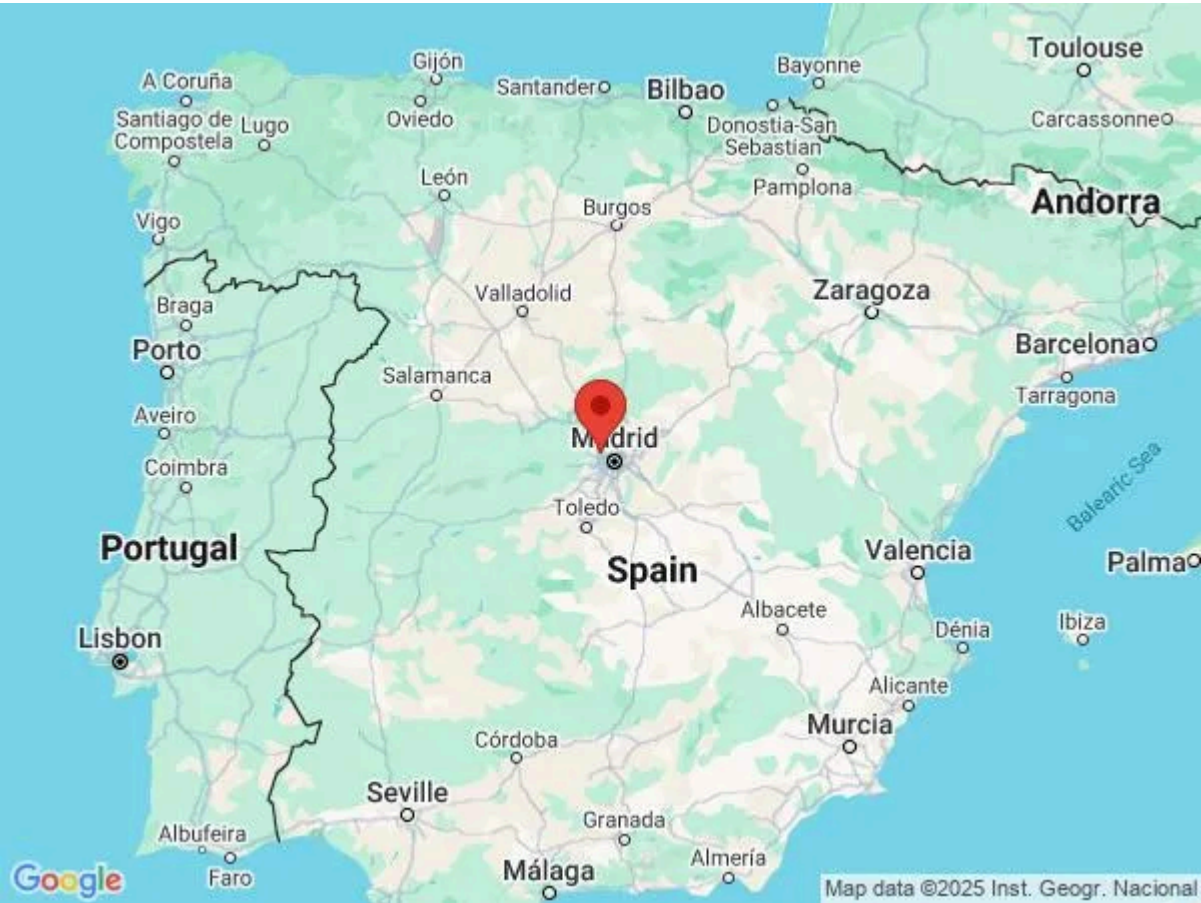 Toulouse
Bayonne
Gijón
A Coruña
Santander
Bilbao
Carcassonne
Santiago de
Compostela
Lugo
Oviedo
Donostia-San
Sebastian
Pamplona
León
Andorra
Burgos
Vigo
Valladolid
Zaragoza
Braga
Porto
Barcelona
Salamanca
Tarragona
Aveiro
Madrid
Coimbra
Balearic Sea
Toledo
Portugal
Valencia
Palma
Spain
Albacete
Ibiza
Dénia
Lisbon
Alicante
Murcia
Córdoba
Seville
Granada
Albufeira
Almería
Málaga
Faro
Google
Map data ©2025 Inst. Geogr. Nacional